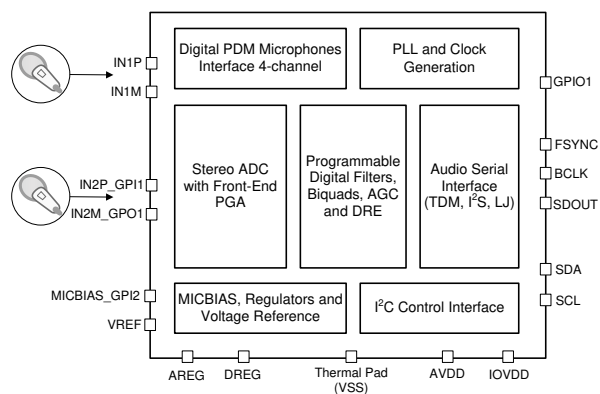 Digital PDM Microphones
Interface 4-channel
PLL and Clock
Generation
IN1P
IN1M
GPIO1
Stereo ADC
with Front-End
PGA
Programmable
Digital Filters,
Biquads, AGC
and DRE
Audio Serial
Interface
(TDM, I²S, LJ)
FSYNC
BCLK
SDOUT
IN2P_GPI1
IN2M_GPO1
SDA
SCL
MICBIAS_GPI2
VREF
MICBIAS, Regulators and
Voltage Reference
I²C Control Interface
AREG
DREG
Thermal Pad
(VSS)
AVDD
IOVDD